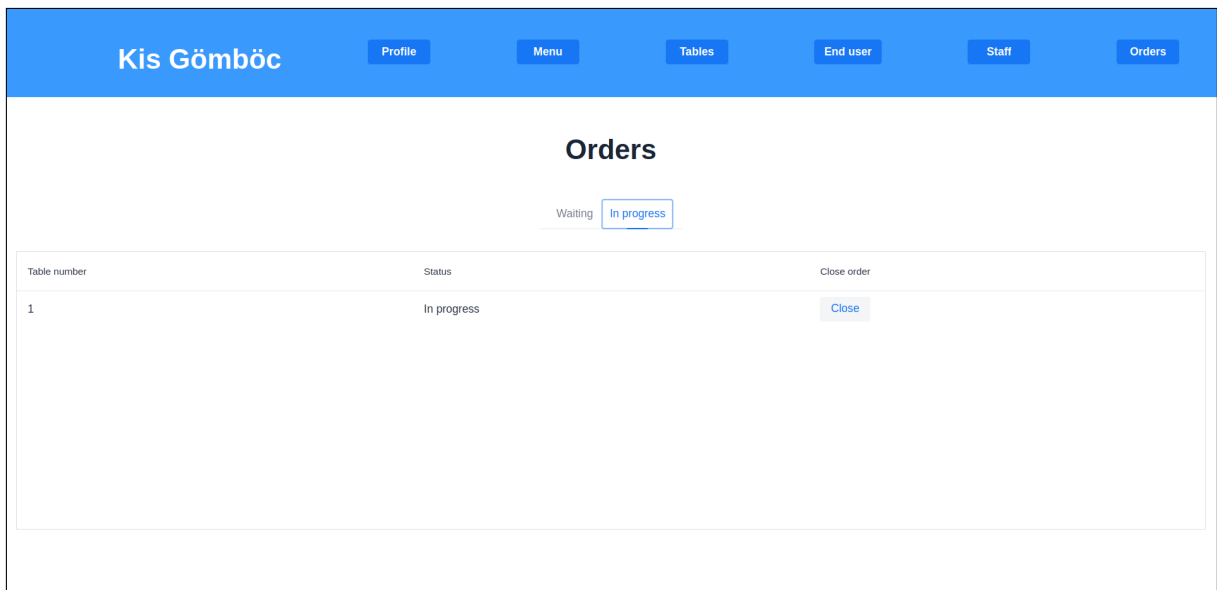 Kis Gömböc
Profile
Menu
Tables
End user
Staff
Orders
Orders
Waiting
In progress
Table number
Status
Close order
1
In progress
Close